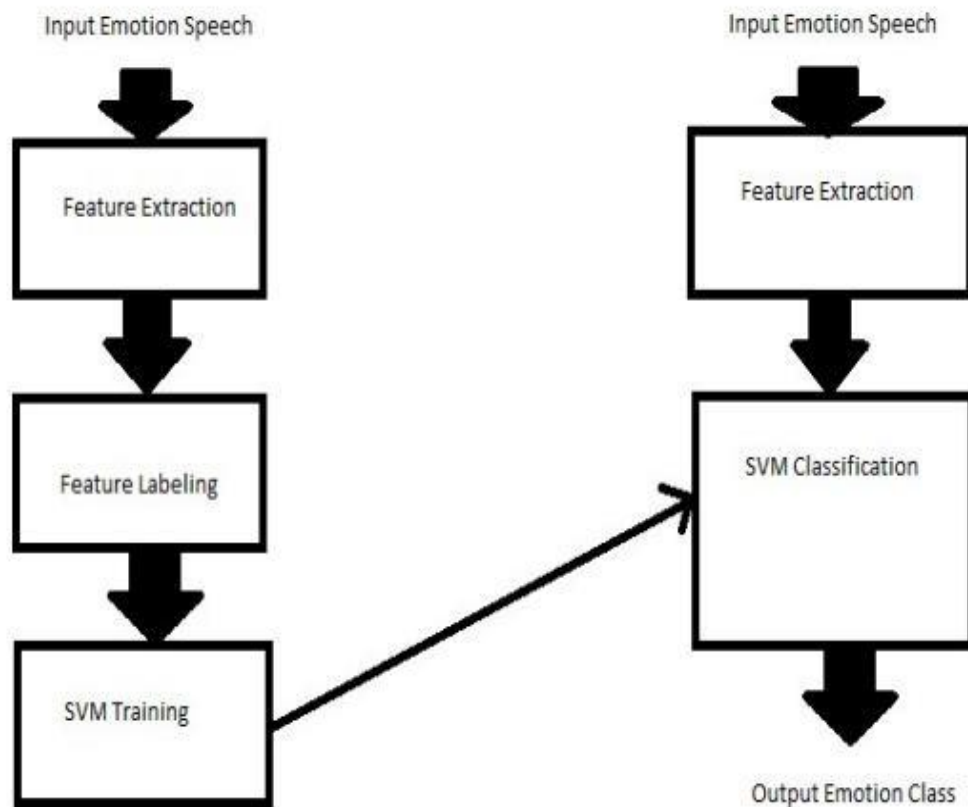 Input Emotion Speech
Feature Extraction
Feature Labeling
SVM Training
Input Emotion Speech
Feature Extraction
SVM Classification
Output Emotion Class